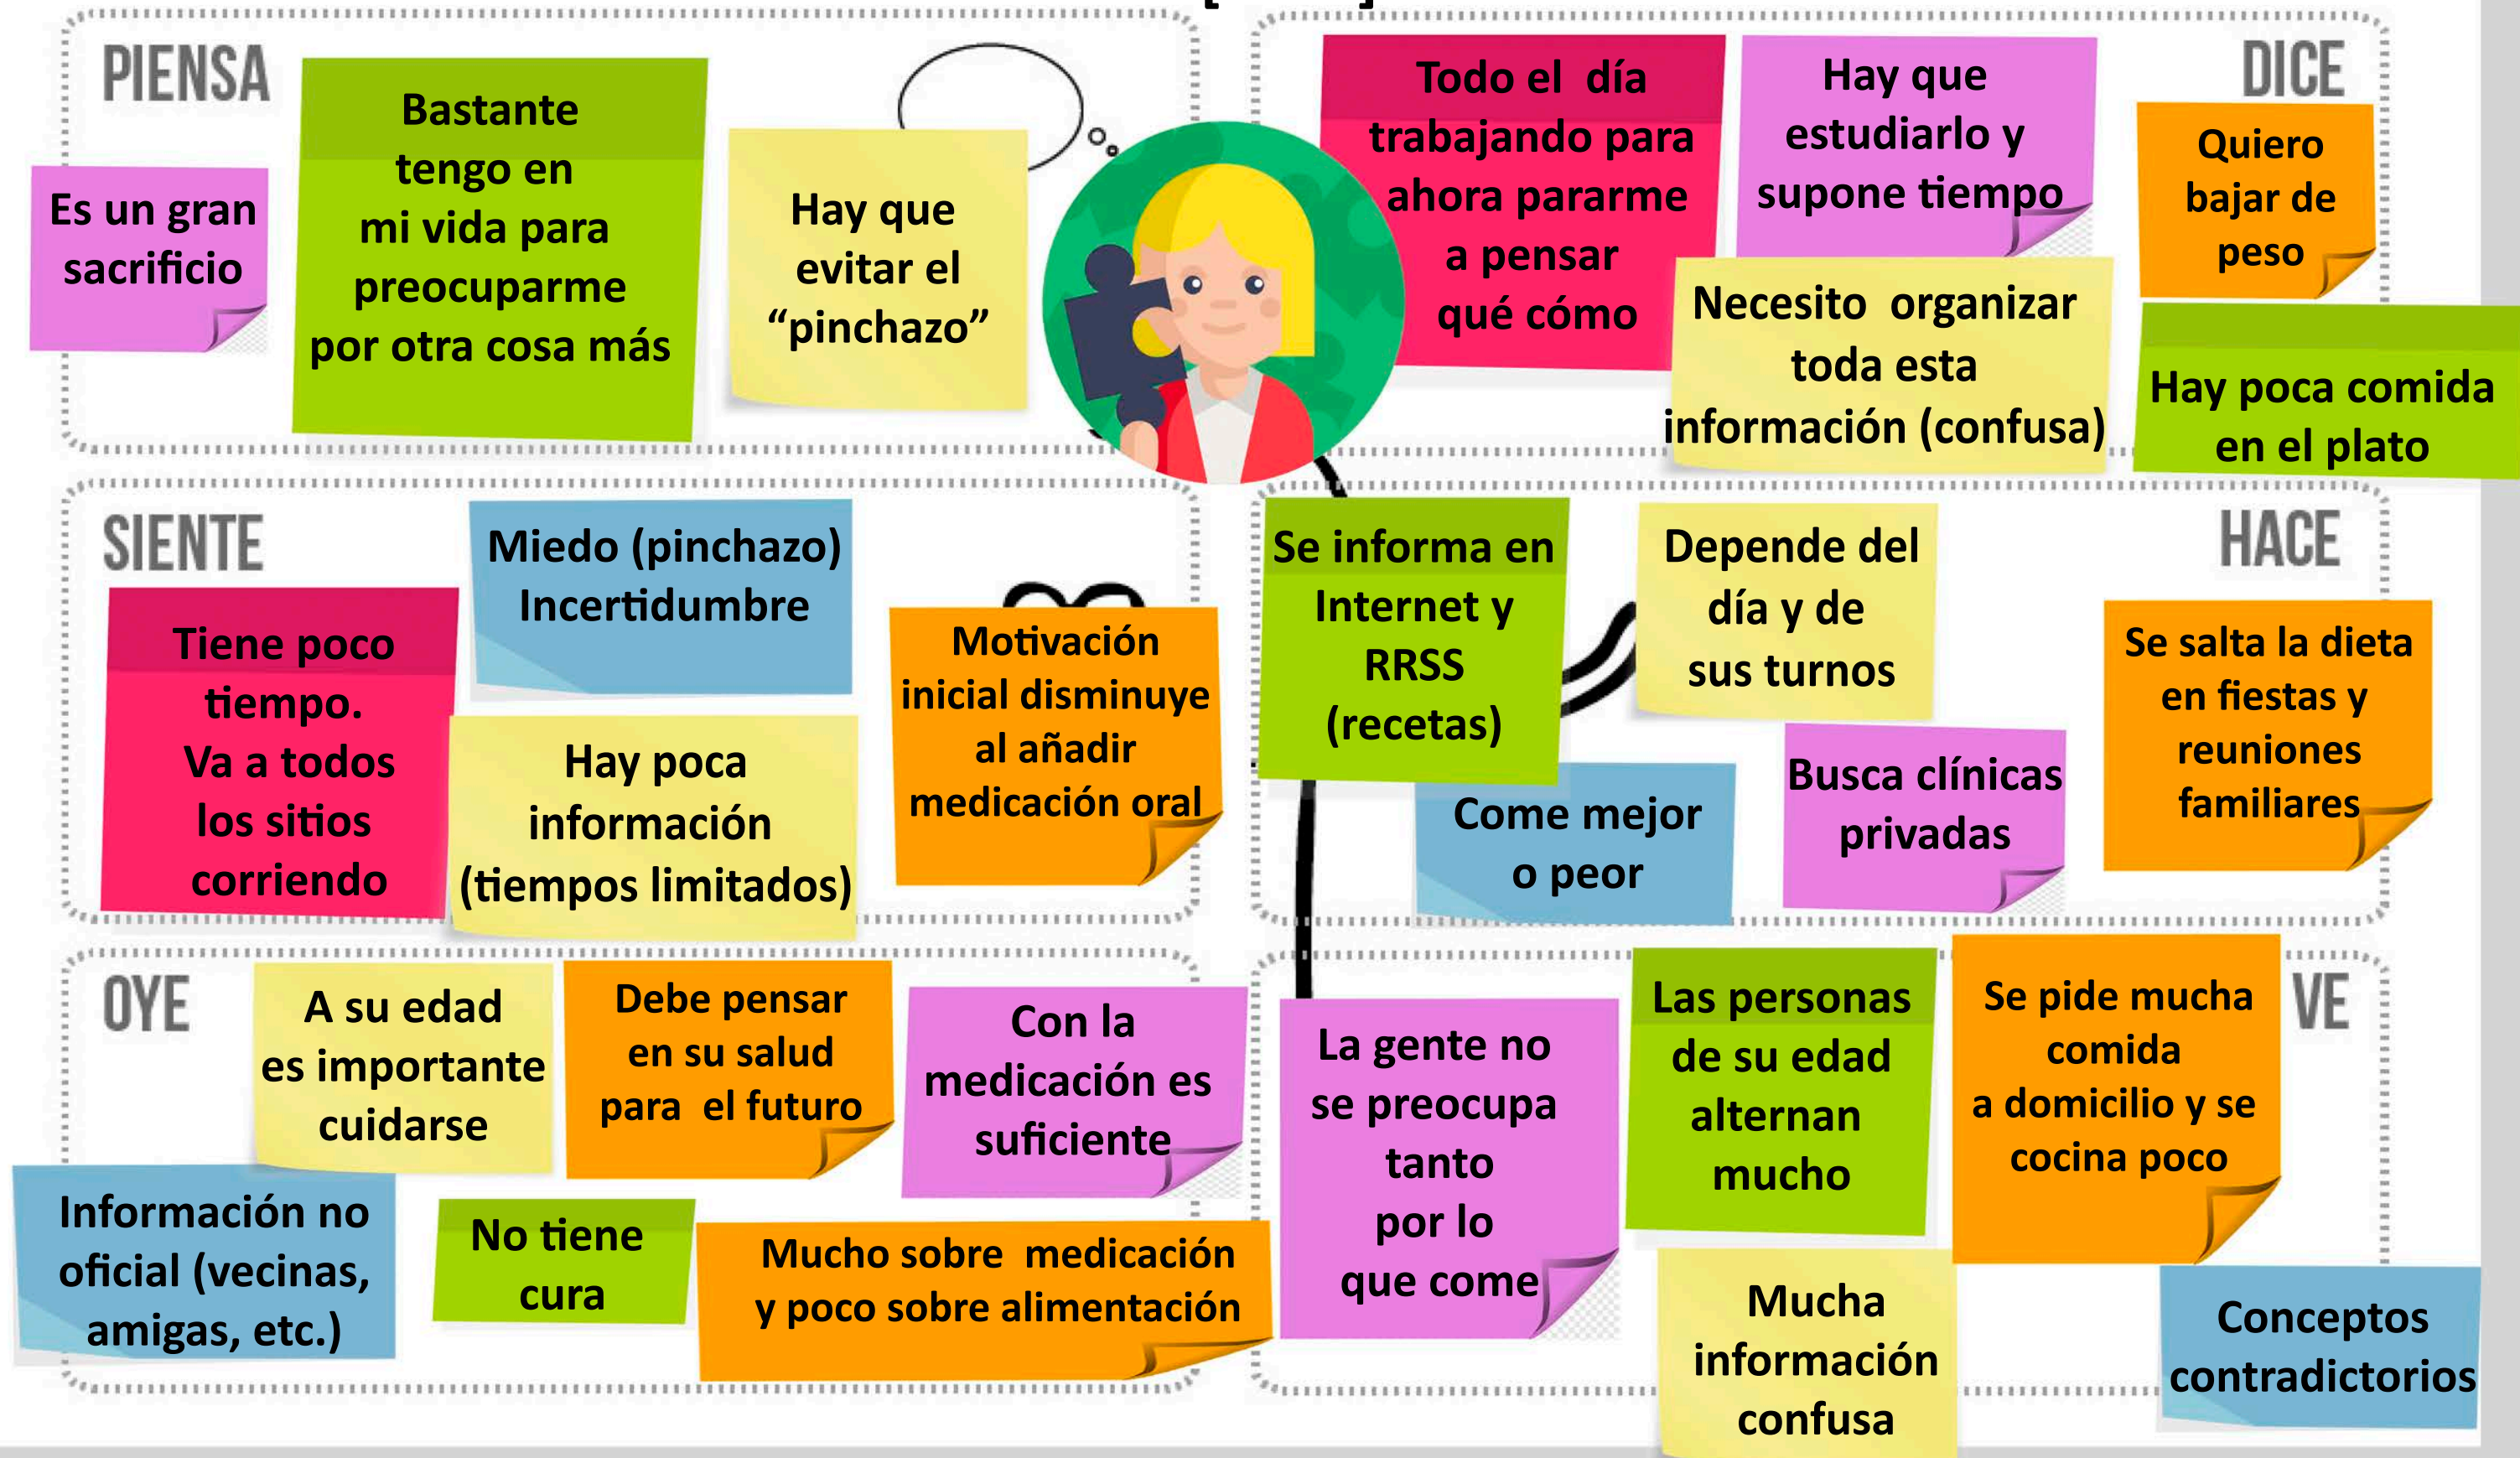 PIENSA
Es un gran
sacrificio
Bastante
tengo en
mi vida para
preocuparme
por otra cosa más
Hay que
evitar el
“pinchazo”
DICE
Todo el día
trabajando para
ahora pararme
a pensar
qué cómo
Hay que
estudiarlo y
supone tiempo
Quiero
bajar de
peso
Necesito organizar
toda esta
información (confusa)
Hay poca comida
en el plato
SIENTE
Tiene poco
tiempo.
Va a todos
los sitios
corriendo
Miedo (pinchazo)
Incertidumbre
Hay poca
información
(tiempos limitados)
Motivación
inicial disminuye
al añadir
medicación oral
HACE
Se informa en
Internet y
RRSS
(recetas)
Depende del
día y de
sus turnos
Come mejor
o peor
Busca clínicas
privadas
Se salta la dieta
en fiestas y
reuniones
familiares
OYE
A su edad
es importante
cuidarse
Debe pensar
en su salud
para el futuro
Con la
medicación es
suficiente
Información no
oficial (vecinas,
amigas, etc.)
No tiene
cura
Mucho sobre medicación
y poco sobre alimentación
VE
La gente no
se preocupa
tanto
por lo
que come
Las personas
de su edad
alternan
mucho
Se pide mucha
comida
a domicilio y se
cocina poco
Mucha
información
confusa
Conceptos
contradictorios